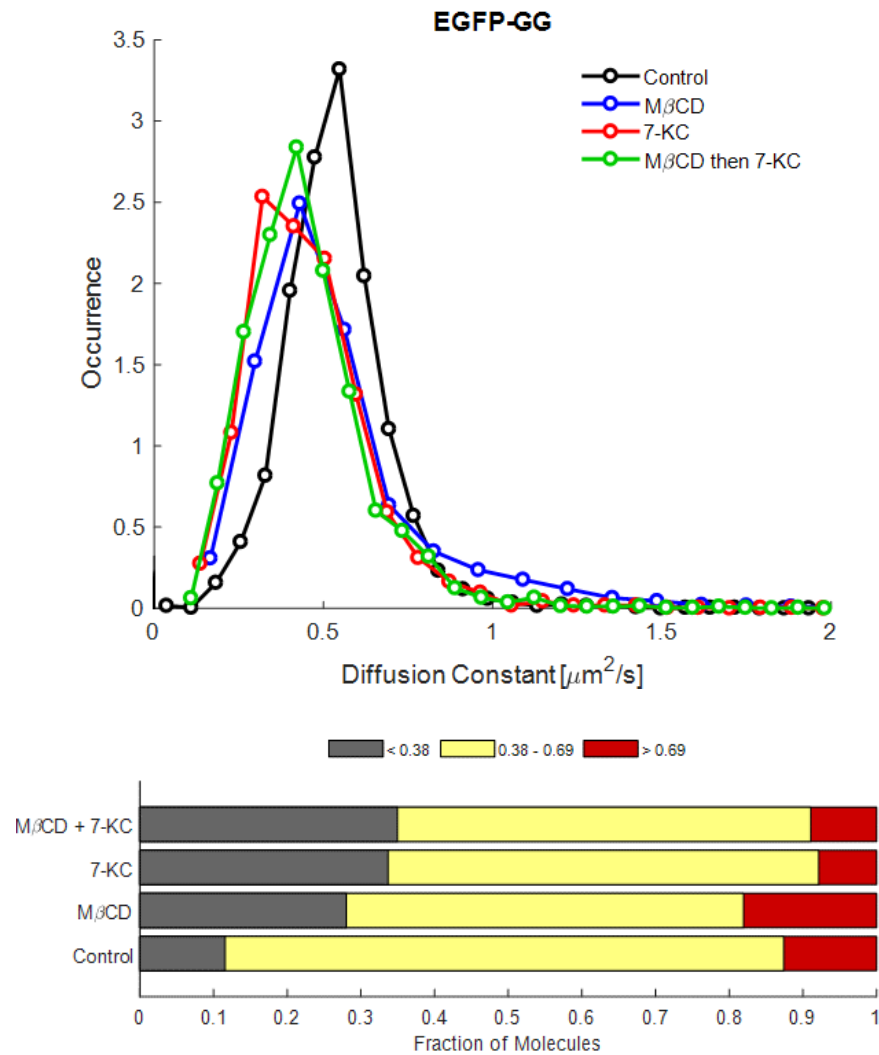 EGFP-GG
3.5
3
2.5
2
1.5
1
0.5
0
Occurrence
Control
MβCD
7-KC
MβCD then 7-KC
0 0.5 1 1.5 2
Diffusion Constant [μm²/s]
< 0.38 0.38 - 0.69 > 0.69
MβCD + 7-KC
7-KC
MβCD
Control
0 0.1 0.2 0.3 0.4 0.5 0.6 0.7 0.8 0.9 1
Fraction of Molecules